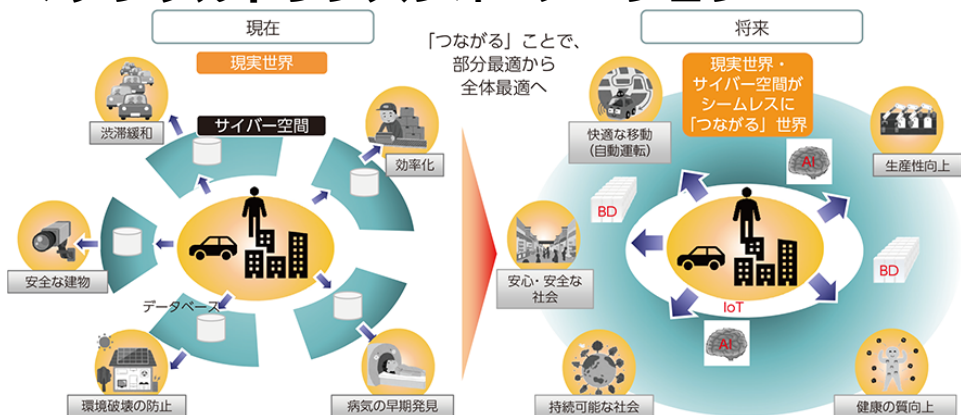 現在
現実世界
渋滞緩和
サイバー空間
効率化
安全な建物
データベース
環境破壊の防止
病気の早期発見
「つながる」ことで、
部分最適から
全体最適へ
将来
現実世界・
サイバー空間が
シームレスに
「つながる」世界
快適な移動
(自動運転)
AI
生産性向上
BD
安心・安全な
社会
BD
IoT
AI
持続可能な社会
健康の質向上